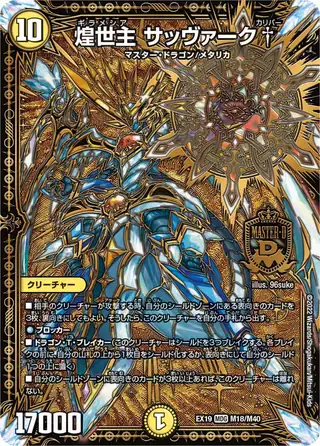 10
ギラメシア カリバー
煌世主 サッヴァーク†
マスター・ドラゴン/メタリカ
MASTER-D
D
illus. 96suke
クリーチャー
■相手のクリーチャーが攻撃する時、自分のシールドゾーンにある表向きのカードを
3枚、裏向きにしてもよい。そうしたら、このクリーチャーを自分の手札から出す。
■ブロッカー
■ドラゴン・T・ブレイカー(このクリーチャーはシールドを3つブレイクする。各ブレイ
クの前に、自分の山札の上から1枚目をシールド化するか、表向きにして自分のシールド
1つの上に置く)
■自分のシールドゾーンに表向きのカードが3枚以上あれば、このクリーチャーは離れ
ない。
17000
1
EX19 MDG M18/M40